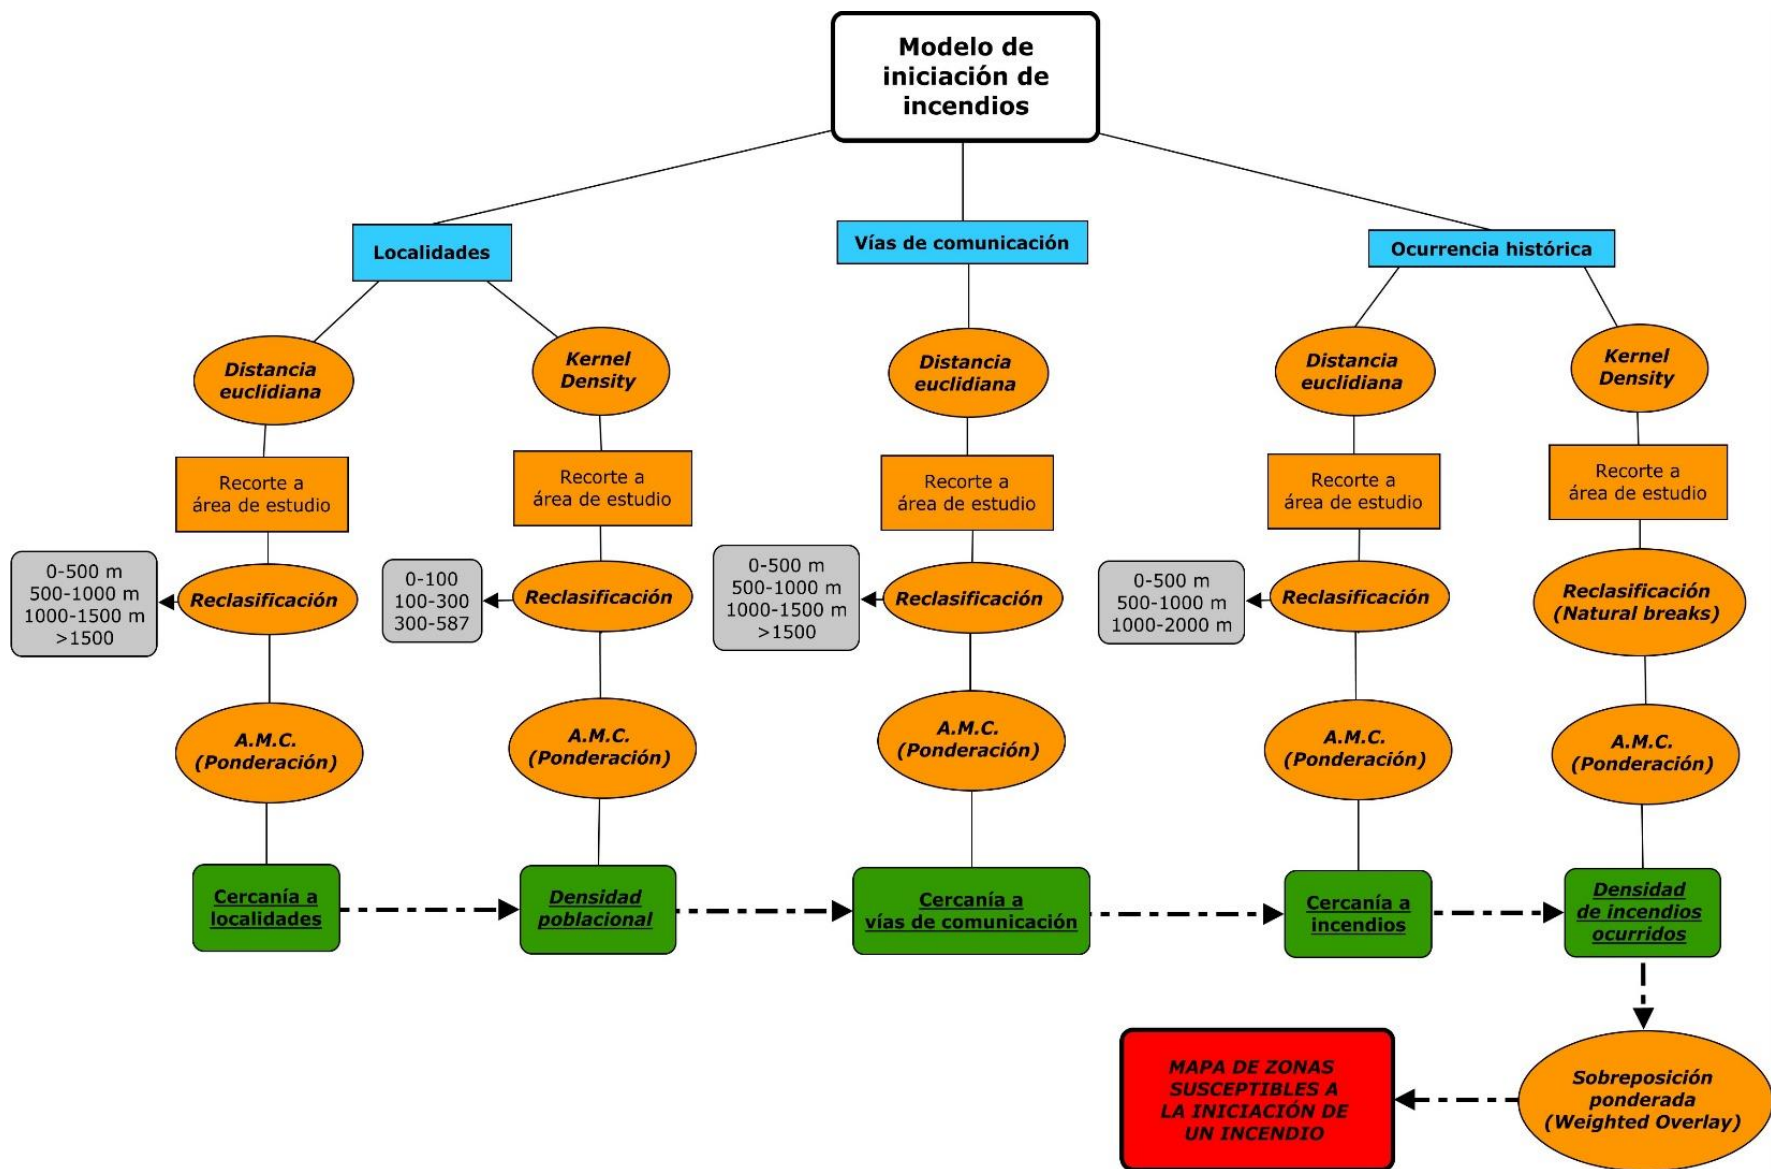 Modelo de
iniciación de
incendios
Localidades
Vías de comunicación
Ocurrencia histórica
Distancia
euclidiana
Kernel
Density
Distancia
euclidiana
Distancia
euclidiana
Kernel
Density
Recorte a
área de estudio
Recorte a
área de estudio
Recorte a
área de estudio
Recorte a
área de estudio
Recorte a
área de estudio
0-500 m
500-1000 m
1000-1500 m
>1500
Reclasificación
0-100
100-300
300-587
Reclasificación
0-500 m
500-1000 m
1000-1500 m
>1500
Reclasificación
0-500 m
500-1000 m
1000-2000 m
Reclasificación
Reclasificación
(Natural breaks)
A.M.C.
(Ponderación)
A.M.C.
(Ponderación)
A.M.C.
(Ponderación)
A.M.C.
(Ponderación)
A.M.C.
(Ponderación)
Cercanía a
localidades
Densidad
poblacional
Cercanía a
vías de comunicación
Cercanía a
incendios
Densidad
de incendios
ocurridos
MAPA DE ZONAS
SUSCEPTIBLES A
LA INICIACIÓN DE
UN INCENDIO
Sobreposición
ponderada
(Weighted Overlay)